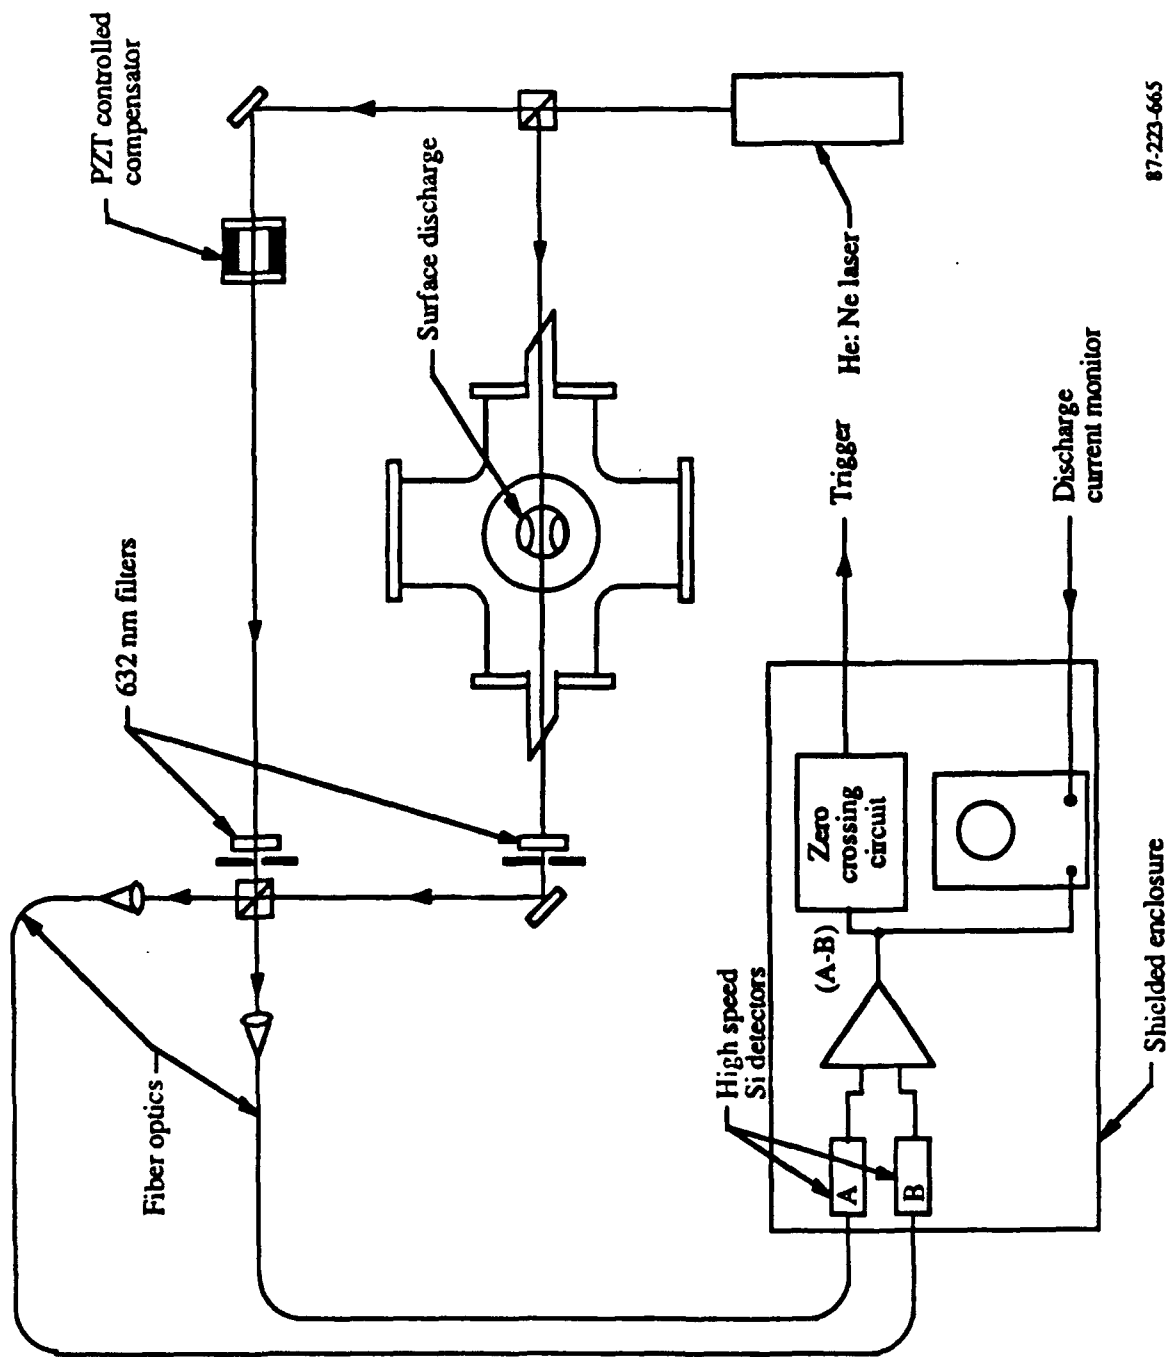 PZT controlled
compensator
632 nm filters
Surface discharge
Fiber optics
He: Ne laser
Trigger
High speed
Si detectors
(A-B)
Zero
crossing
circuit
A
B
Discharge
current monitor
Shielded enclosure
87-223-665